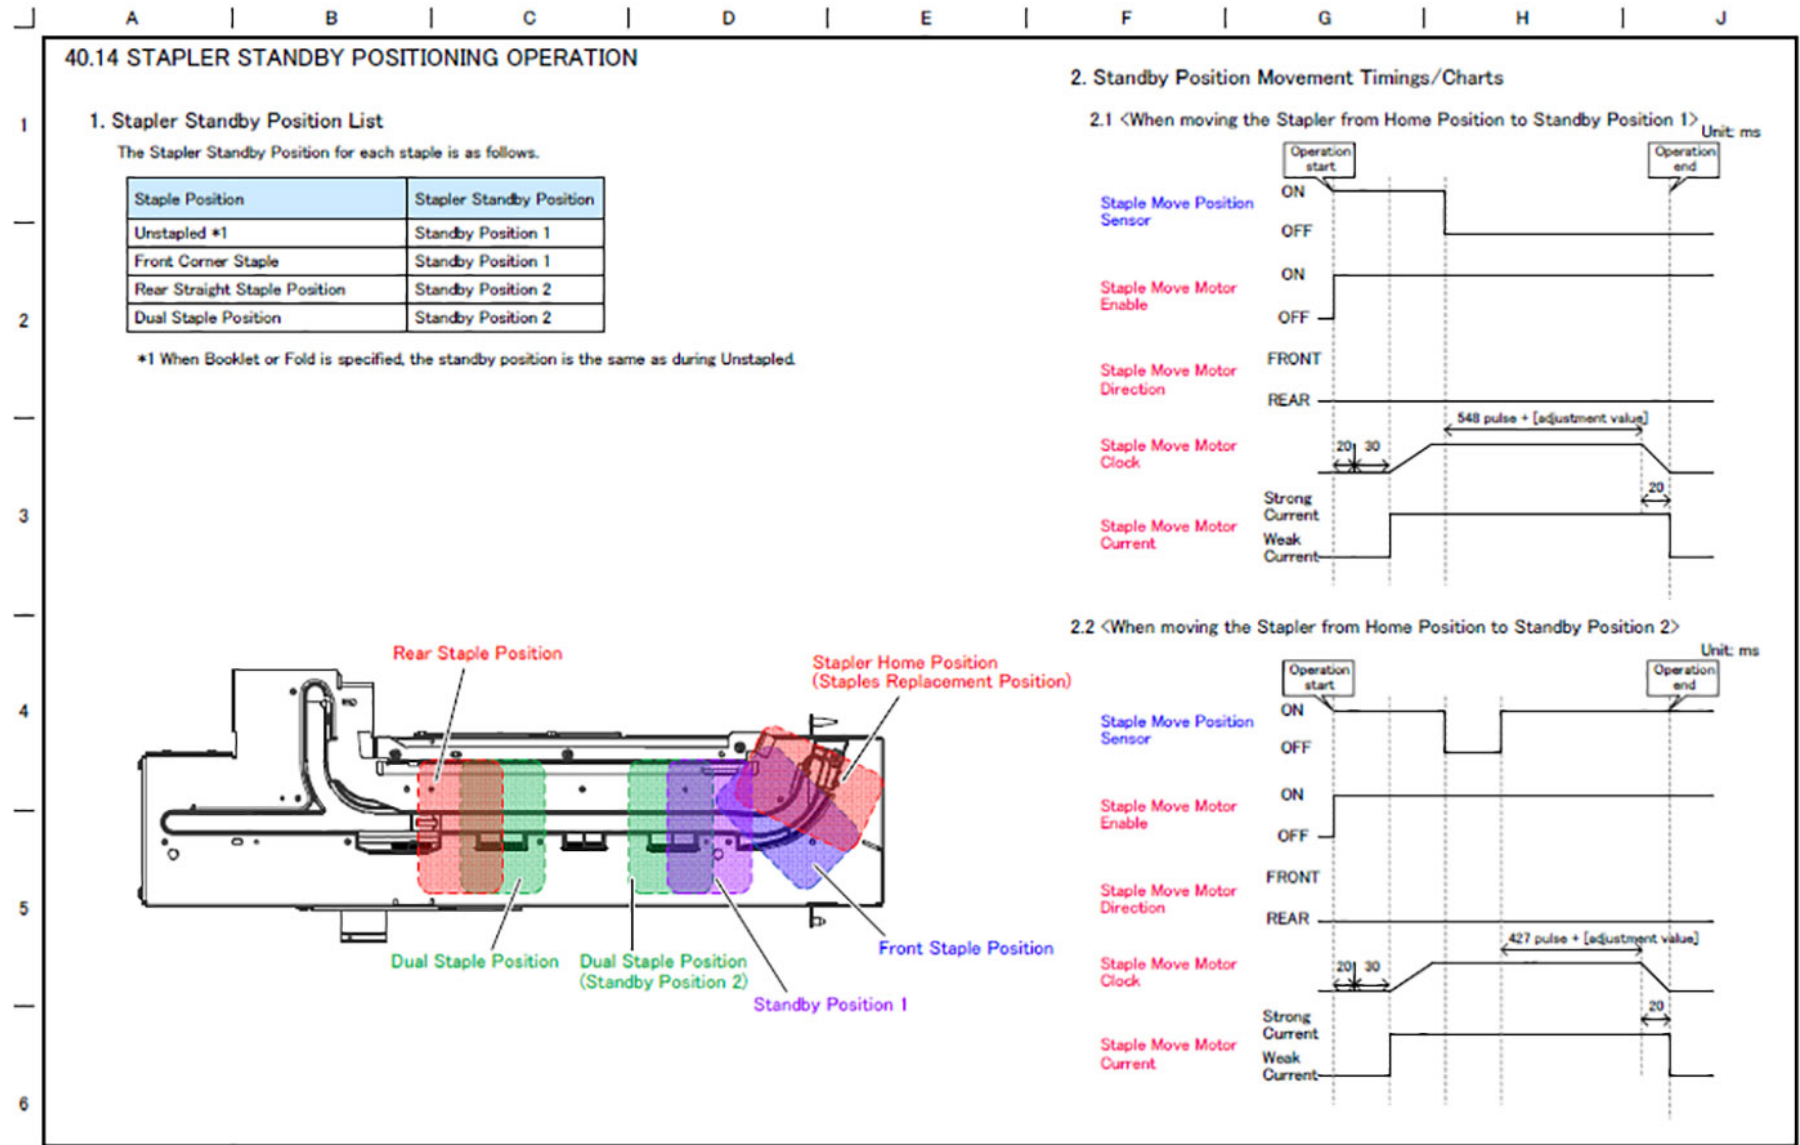 A B C D E F G H J
40.14 STAPLER STANDBY POSITIONING OPERATION
1
1. Stapler Standby Position List
The Stapler Standby Position for each staple is as follows.
Staple Position Stapler Standby Position
Unstapled *1 Standby Position 1
Front Corner Staple Standby Position 1
Rear Straight Staple Position Standby Position 2
Dual Staple Position Standby Position 2
2
*1 When Booklet or Fold is specified, the standby position is the same as during Unstapled.
3
4
5
6
Rear Staple Position
Stapler Home Position
(Staples Replacement Position)
Dual Staple Position
Dual Staple Position
(Standby Position 2)
Standby Position 1
Front Staple Position
2. Standby Position Movement Timings/Charts
2.1 <When moving the Stapler from Home Position to Standby Position 1>
Unit: ms
Operation
start
Operation
end
Staple Move Position
Sensor
ON
OFF
Staple Move Motor
Enable
ON
OFF
Staple Move Motor
Direction
FRONT
REAR
548 pulse + [adjustment value]
Staple Move Motor
Clock
20 30
20
Staple Move Motor
Current
Strong
Current
Weak
Current
2.2 <When moving the Stapler from Home Position to Standby Position 2>
Unit: ms
Operation
start
Operation
end
Staple Move Position
Sensor
ON
OFF
Staple Move Motor
Enable
ON
OFF
Staple Move Motor
Direction
FRONT
REAR
427 pulse + [adjustment value]
Staple Move Motor
Clock
20 30
20
Staple Move Motor
Current
Strong
Current
Weak
Current